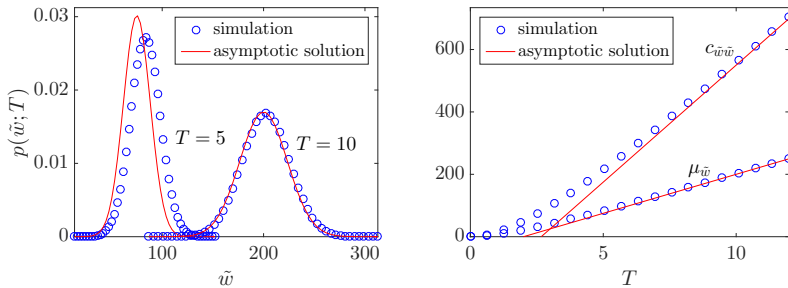 0.03
0.02
0.01
0
p(w̃; T)
simulation
asymptotic solution
T = 5
T = 10
100
200
300
w̃
600
400
200
0
simulation
asymptotic solution
c_{w̃w̃}
μ_{w̃}
0
5
10
T